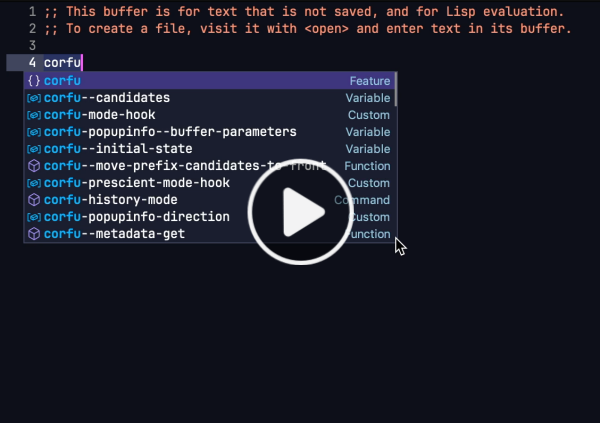 1 ;; This buffer is for text that is not saved, and for Lisp evaluation.
2 ;; To create a file, visit it with <open> and enter text in its buffer.
3
4 corfu
{} corfu Feature
corfu--candidates Variable
corfu-mode-hook Custom
corfu-popupinfo--buffer-parameters Variable
corfu--initial-state Variable
corfu--move-prefix-candidates-to-front Function
corfu-prescient-mode-hook Custom
corfu-history-mode Command
corfu-popupinfo-direction Custom
corfu--metadata-get Function